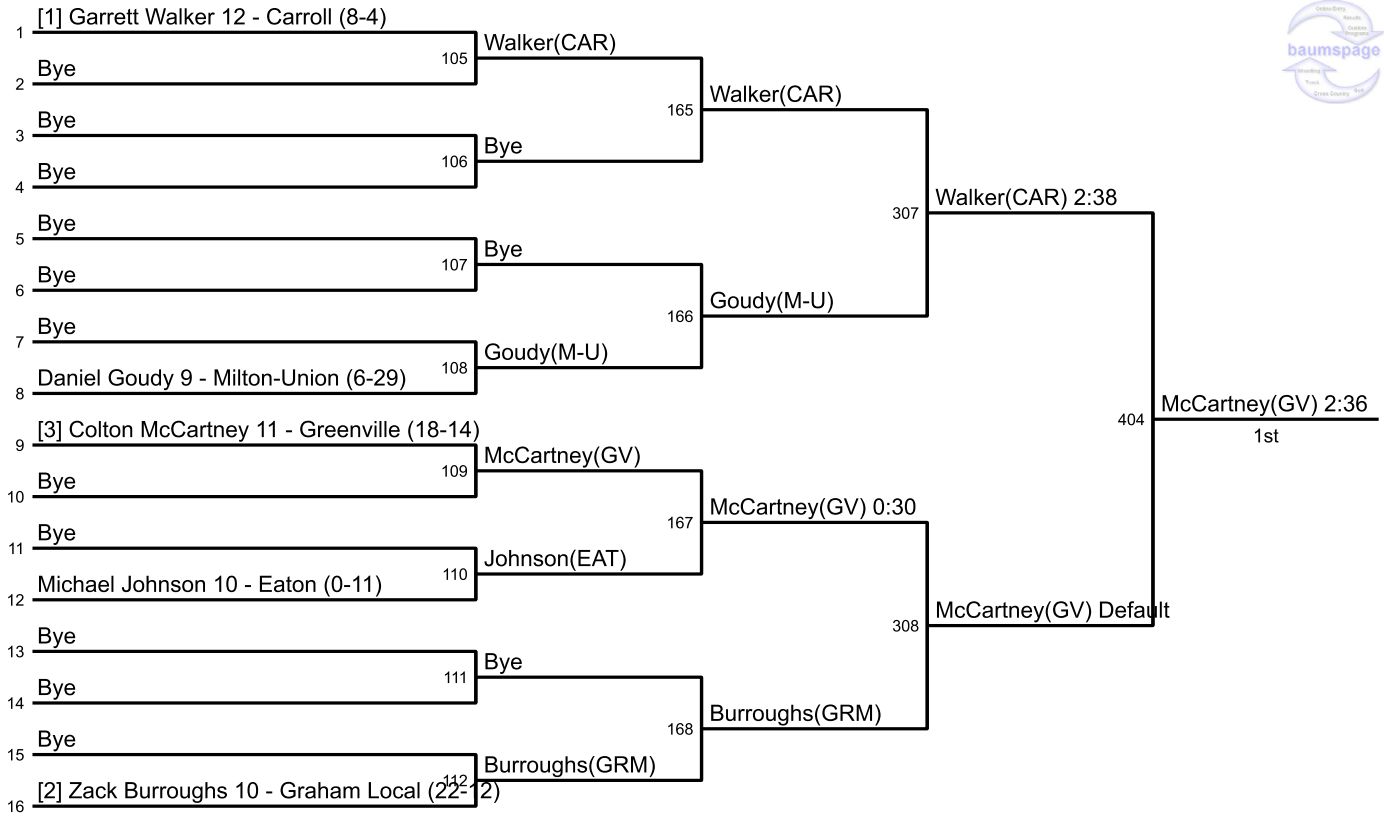 [1] Garrett Walker 12 - Carroll (8-4)
1
Bye
2
105
Walker(CAR)
Bye
3
Bye
4
106
Bye
165
Walker(CAR)
Bye
5
Bye
6
107
Bye
Bye
7
Daniel Goudy 9 - Milton-Union (6-29)
8
108
Goudy(M-U)
166
Goudy(M-U)
307
Walker(CAR) 2:38
[3] Colton McCartney 11 - Greenville (18-14)
9
Bye
10
109
McCartney(GV)
Bye
11
Michael Johnson 10 - Eaton (0-11)
12
110
Johnson(EAT)
167
McCartney(GV) 0:30
Bye
13
Bye
14
111
Bye
Bye
15
[2] Zack Burroughs 10 - Graham Local (22-12)
16
112
Burroughs(GRM)
168
Burroughs(GRM)
308
McCartney(GV) Default
404
McCartney(GV) 2:36
1st
baumspage
Results
Cross Country